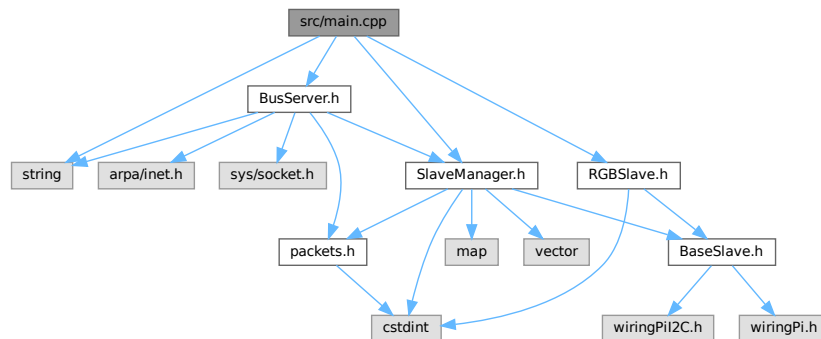 src/main.cpp
BusServer.h
string
arpa/inet.h
sys/socket.h
SlaveManager.h
RGBSlave.h
packets.h
map
vector
BaseSlave.h
cstdint
wiringPiI2C.h
wiringPi.h